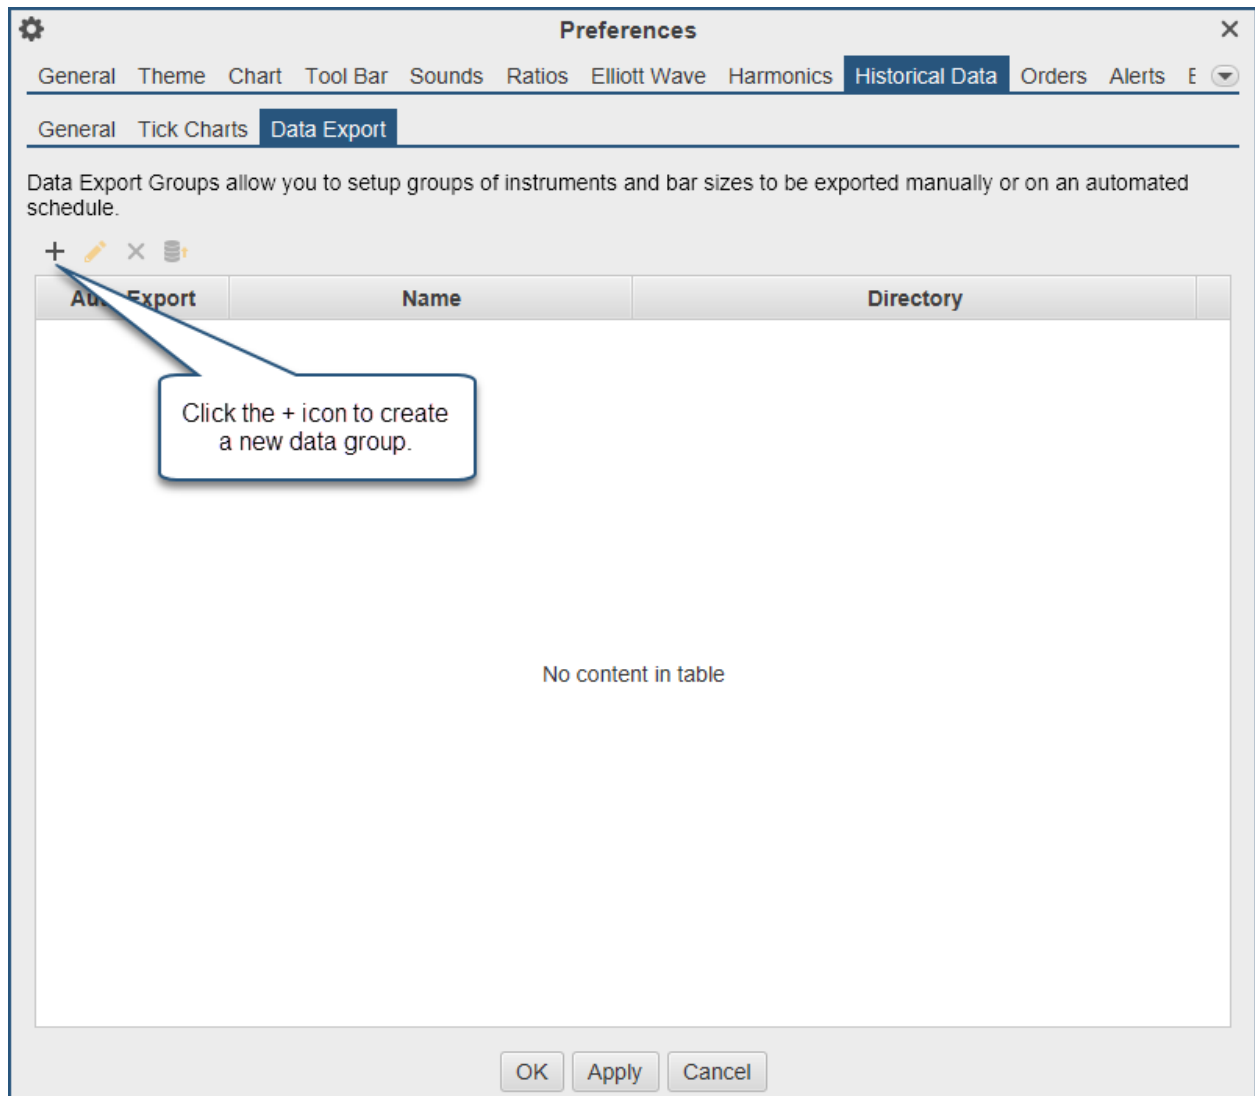 Preferences
General Theme Chart Tool Bar Sounds Ratios Elliott Wave Harmonics Historical Data Orders Alerts
General Tick Charts Data Export
Data Export Groups allow you to setup groups of instruments and bar sizes to be exported manually or on an automated
schedule.
Export Name Directory
Click the + icon to create
a new data group.
No content in table
OK Apply Cancel